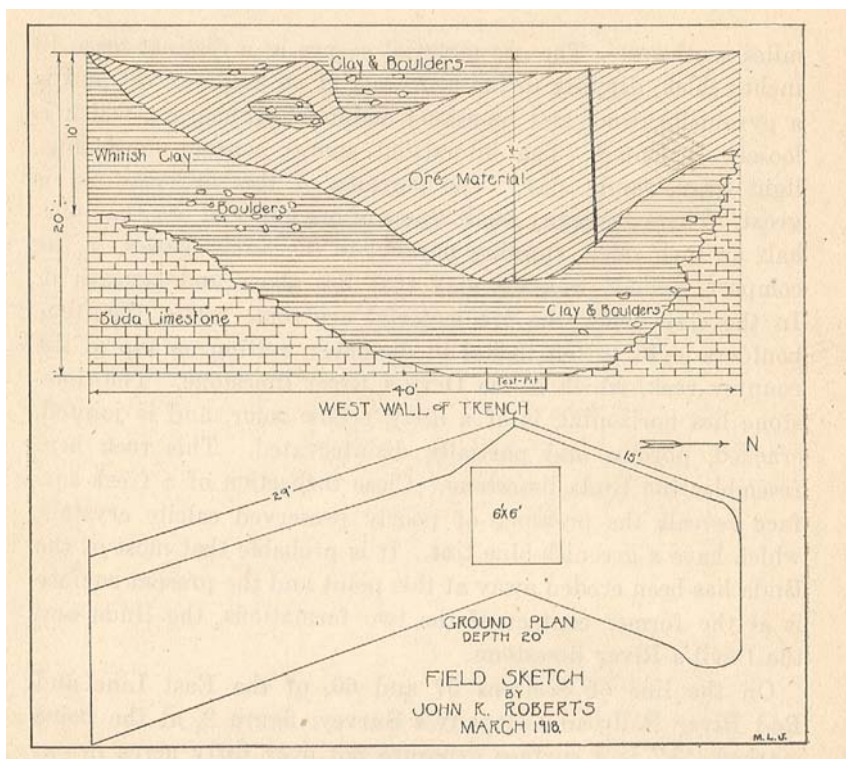 Clay & Boulders
10'
Whitish Clay
Ore Material
20'
Boulders
Clay & Boulders
Buda Limestone
Test-Pit
40'
WEST WALL OF TRENCH
N
15'
29'
6'X6'
GROUND PLAN
DEPTH 20'
FIELD SKETCH
BY
JOHN K. ROBERTS
MARCH 1918.
M.L.J.